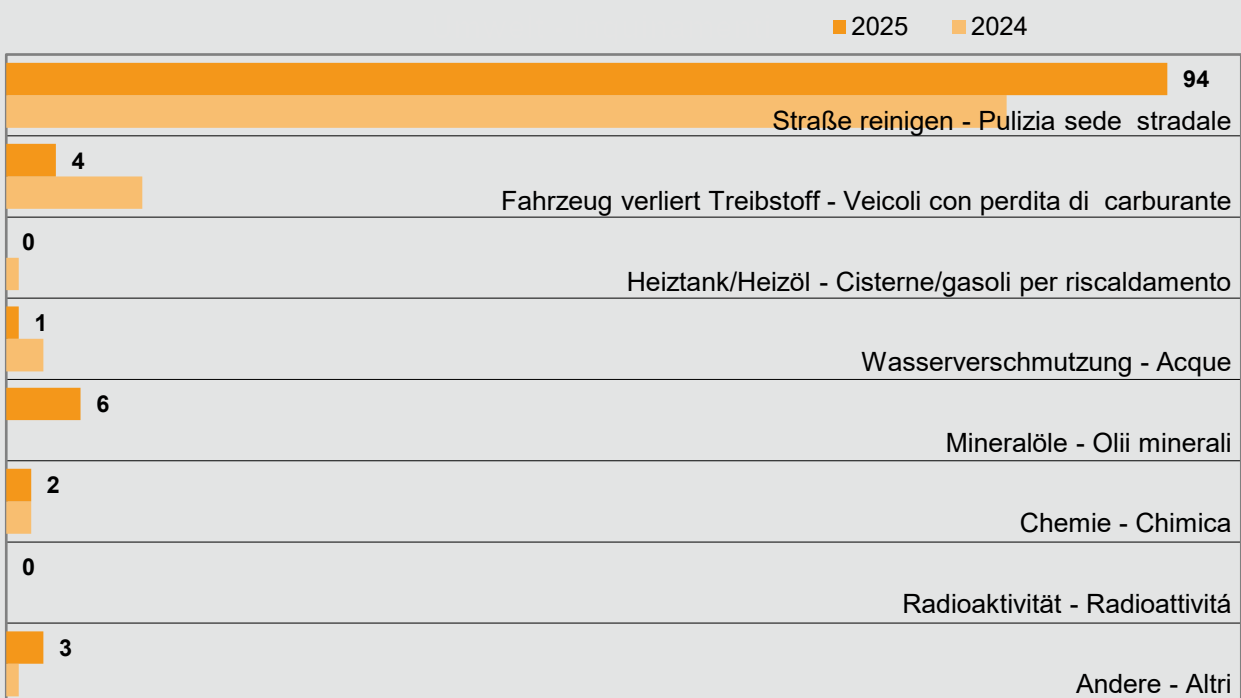 2025 2024
94
Straße reinigen - Pulizia sede stradale
4
Fahrzeug verliert Treibstoff - Veicoli con perdita di carburante
0
Heiztank/Heizöl - Cisterne/gasoli per riscaldamento
1
Wasserverschmutzung - Acque
6
Mineralöle - Olii minerali
2
Chemie - Chimica
0
Radioaktivität - Radioattivitá
3
Andere - Altri